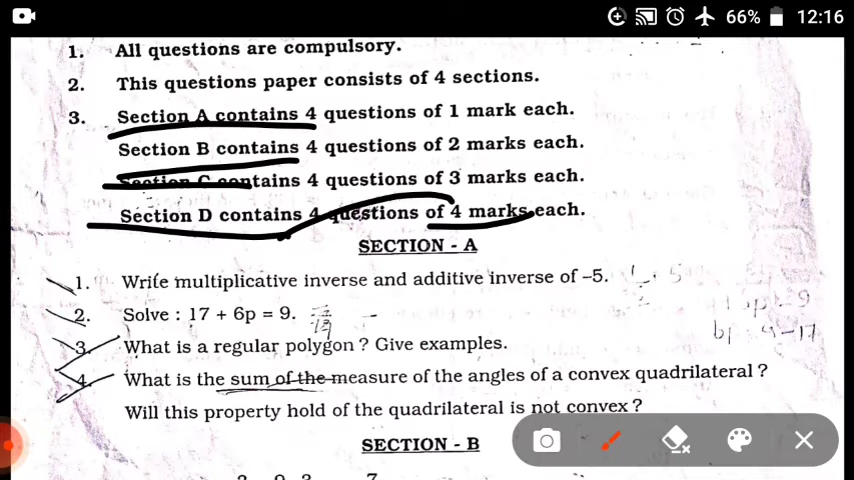 66% 12:16
1. All questions are compulsory.
2. This questions paper consists of 4 sections.
3. Section A contains 4 questions of 1 mark each.
Section B contains 4 questions of 2 marks each.
Section C contains 4 questions of 3 marks each.
Section D contains 4 questions of 4 marks each.
SECTION - A
1. Write multiplicative inverse and additive inverse of -5.
2. Solve : 17 + 6p = 9.
3. What is a regular polygon ? Give examples.
4. What is the sum of the measure of the angles of a convex quadrilateral ?
Will this property hold of the quadrilateral is not convex ?
SECTION - B